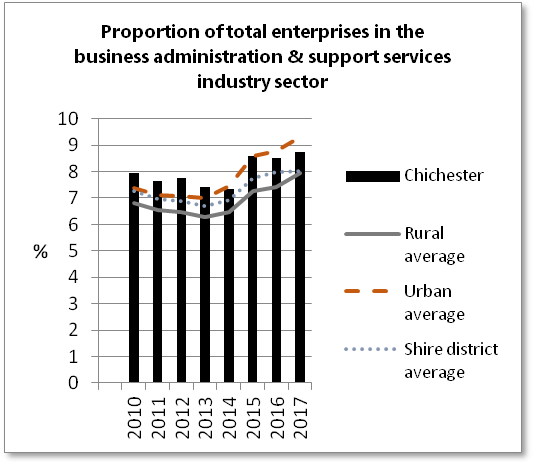 Proportion of total enterprises in the
business administration & support services
industry sector
10
9
8
7
6
5
4
3
2
1
0
%
2010
2011
2012
2013
2014
2015
2016
2017
Chichester
Rural
average
Urban
average
Shire district
average